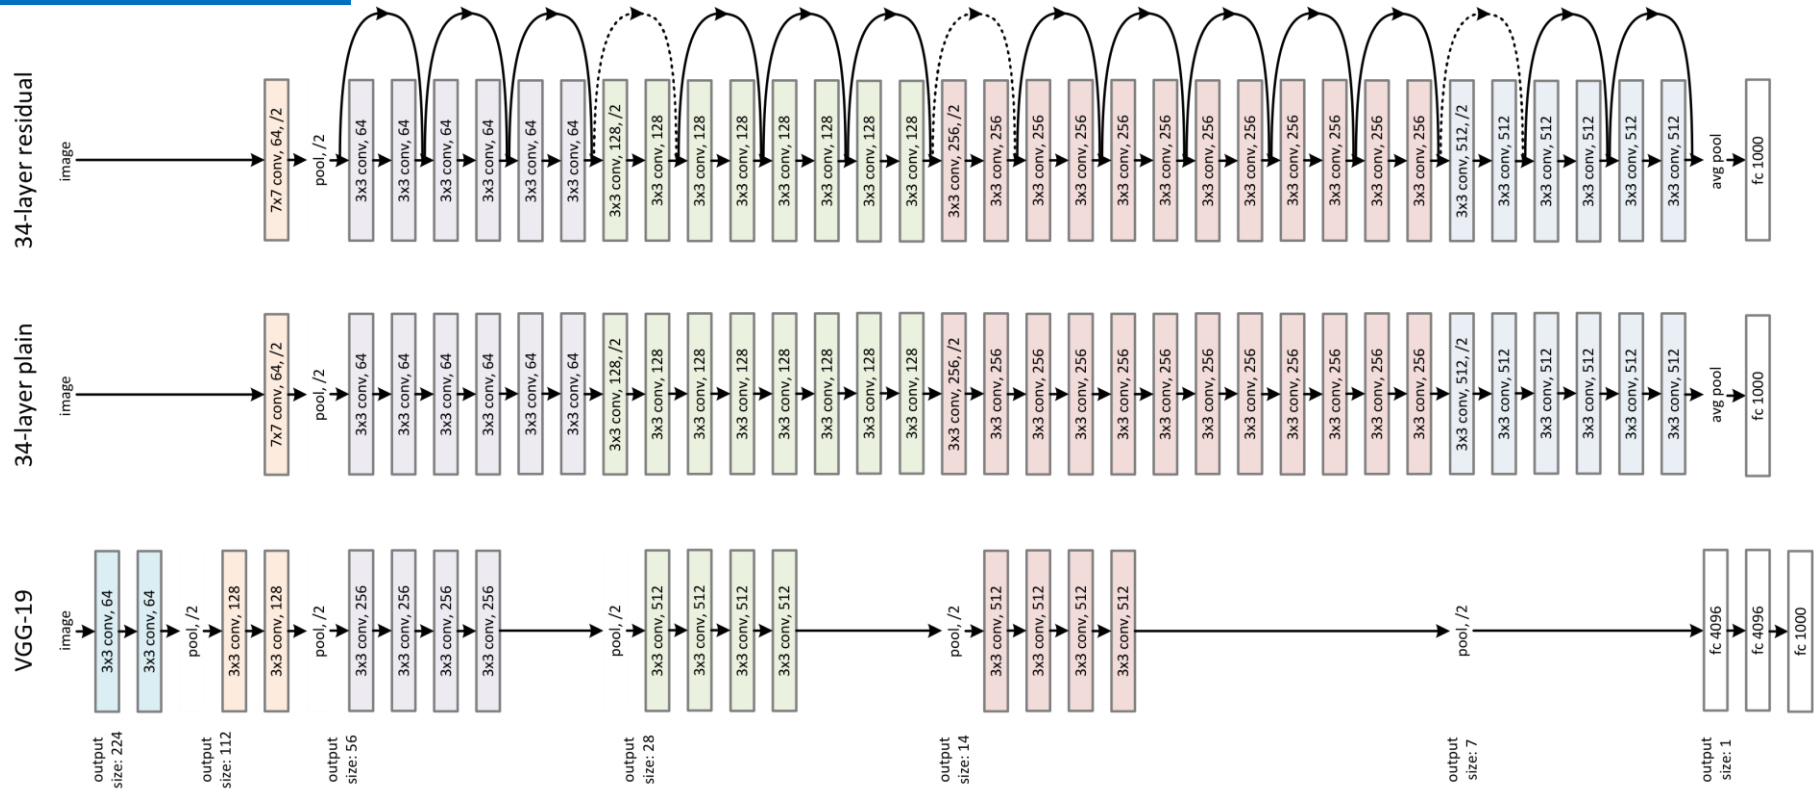 34-layer residual
image
7x7 conv, 64, /2
pool, /2
3x3 conv, 64
3x3 conv, 64
3x3 conv, 64
3x3 conv, 64
3x3 conv, 64
3x3 conv, 64
3x3 conv, 128, /2
3x3 conv, 128
3x3 conv, 128
3x3 conv, 128
3x3 conv, 128
3x3 conv, 128
3x3 conv, 128
3x3 conv, 128
3x3 conv, 256, /2
3x3 conv, 256
3x3 conv, 256
3x3 conv, 256
3x3 conv, 256
3x3 conv, 256
3x3 conv, 256
3x3 conv, 256
3x3 conv, 256
3x3 conv, 256
3x3 conv, 256
3x3 conv, 256
3x3 conv, 512, /2
3x3 conv, 512
3x3 conv, 512
3x3 conv, 512
3x3 conv, 512
3x3 conv, 512
avg pool
fc 1000
34-layer plain
image
7x7 conv, 64, /2
pool, /2
3x3 conv, 64
3x3 conv, 64
3x3 conv, 64
3x3 conv, 64
3x3 conv, 64
3x3 conv, 64
3x3 conv, 128, /2
3x3 conv, 128
3x3 conv, 128
3x3 conv, 128
3x3 conv, 128
3x3 conv, 128
3x3 conv, 128
3x3 conv, 128
3x3 conv, 256, /2
3x3 conv, 256
3x3 conv, 256
3x3 conv, 256
3x3 conv, 256
3x3 conv, 256
3x3 conv, 256
3x3 conv, 256
3x3 conv, 256
3x3 conv, 256
3x3 conv, 256
3x3 conv, 256
3x3 conv, 512, /2
3x3 conv, 512
3x3 conv, 512
3x3 conv, 512
3x3 conv, 512
3x3 conv, 512
avg pool
fc 1000
VGG-19
image
3x3 conv, 64
3x3 conv, 64
pool, /2
3x3 conv, 128
3x3 conv, 128
pool, /2
3x3 conv, 256
3x3 conv, 256
3x3 conv, 256
3x3 conv, 256
pool, /2
3x3 conv, 512
3x3 conv, 512
3x3 conv, 512
3x3 conv, 512
pool, /2
3x3 conv, 512
3x3 conv, 512
3x3 conv, 512
3x3 conv, 512
pool, /2
fc 4096
fc 4096
fc 1000
output
size: 224
output
size: 112
output
size: 56
output
size: 28
output
size: 14
output
size: 7
output
size: 1